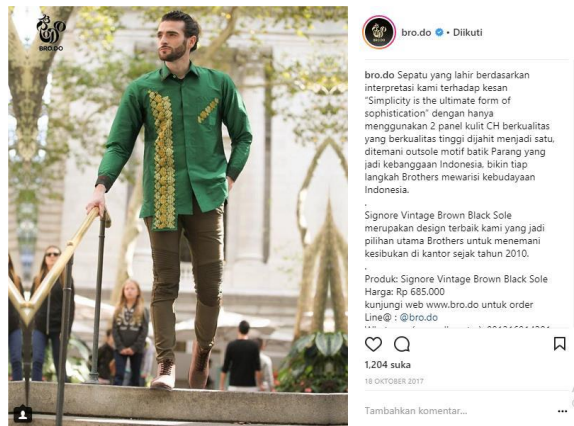 BRO.DO
bro.do • Diikuti
bro.do Sepatu yang lahir berdasarkan
interpretasi kami terhadap kesan
"Simplicity is the ultimate form of
sophistication" dengan hanya
menggunakan 2 panel kulit CH berkualitas
yang berkualitas tinggi dijahit menjadi satu,
ditemani outsole motif batik Parang yang
jadi kebanggaan Indonesia, bikin tiap
langkah Brothers mewarisi kebudayaan
Indonesia.
.
Signore Vintage Brown Black Sole
merupakan design terbaik kami yang jadi
pilihan utama Brothers untuk menemani
kesibukan di kantor sejak tahun 2010.
.
Produk: Signore Vintage Brown Black Sole
Harga: Rp 685.000
kunjungi web www.bro.do untuk order
Line@ : @bro.do
1,204 suka
18 OKTOBER 2017
Tambahkan komentar...